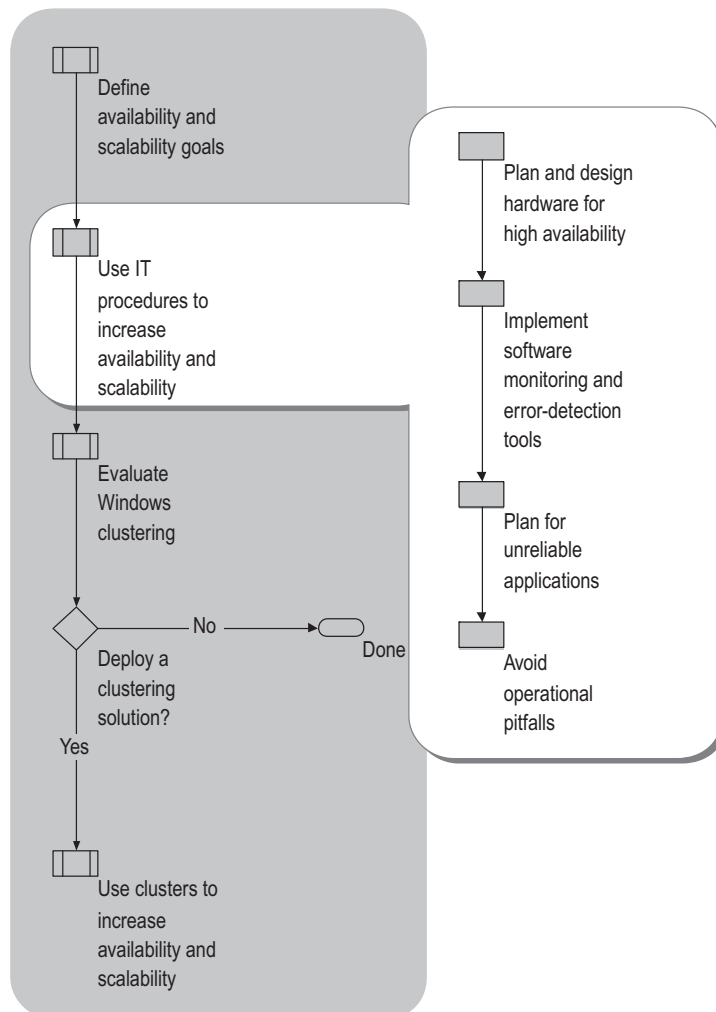 Define
availability and
scalability goals
Use IT
procedures to
increase
availability and
scalability
Evaluate
Windows
clustering
No
Done
Deploy a
clustering
solution?
Yes
Use clusters to
increase
availability and
scalability
Plan and design
hardware for
high availability
Implement
software
monitoring and
error-detection
tools
Plan for
unreliable
applications
Avoid
operational
pitfalls